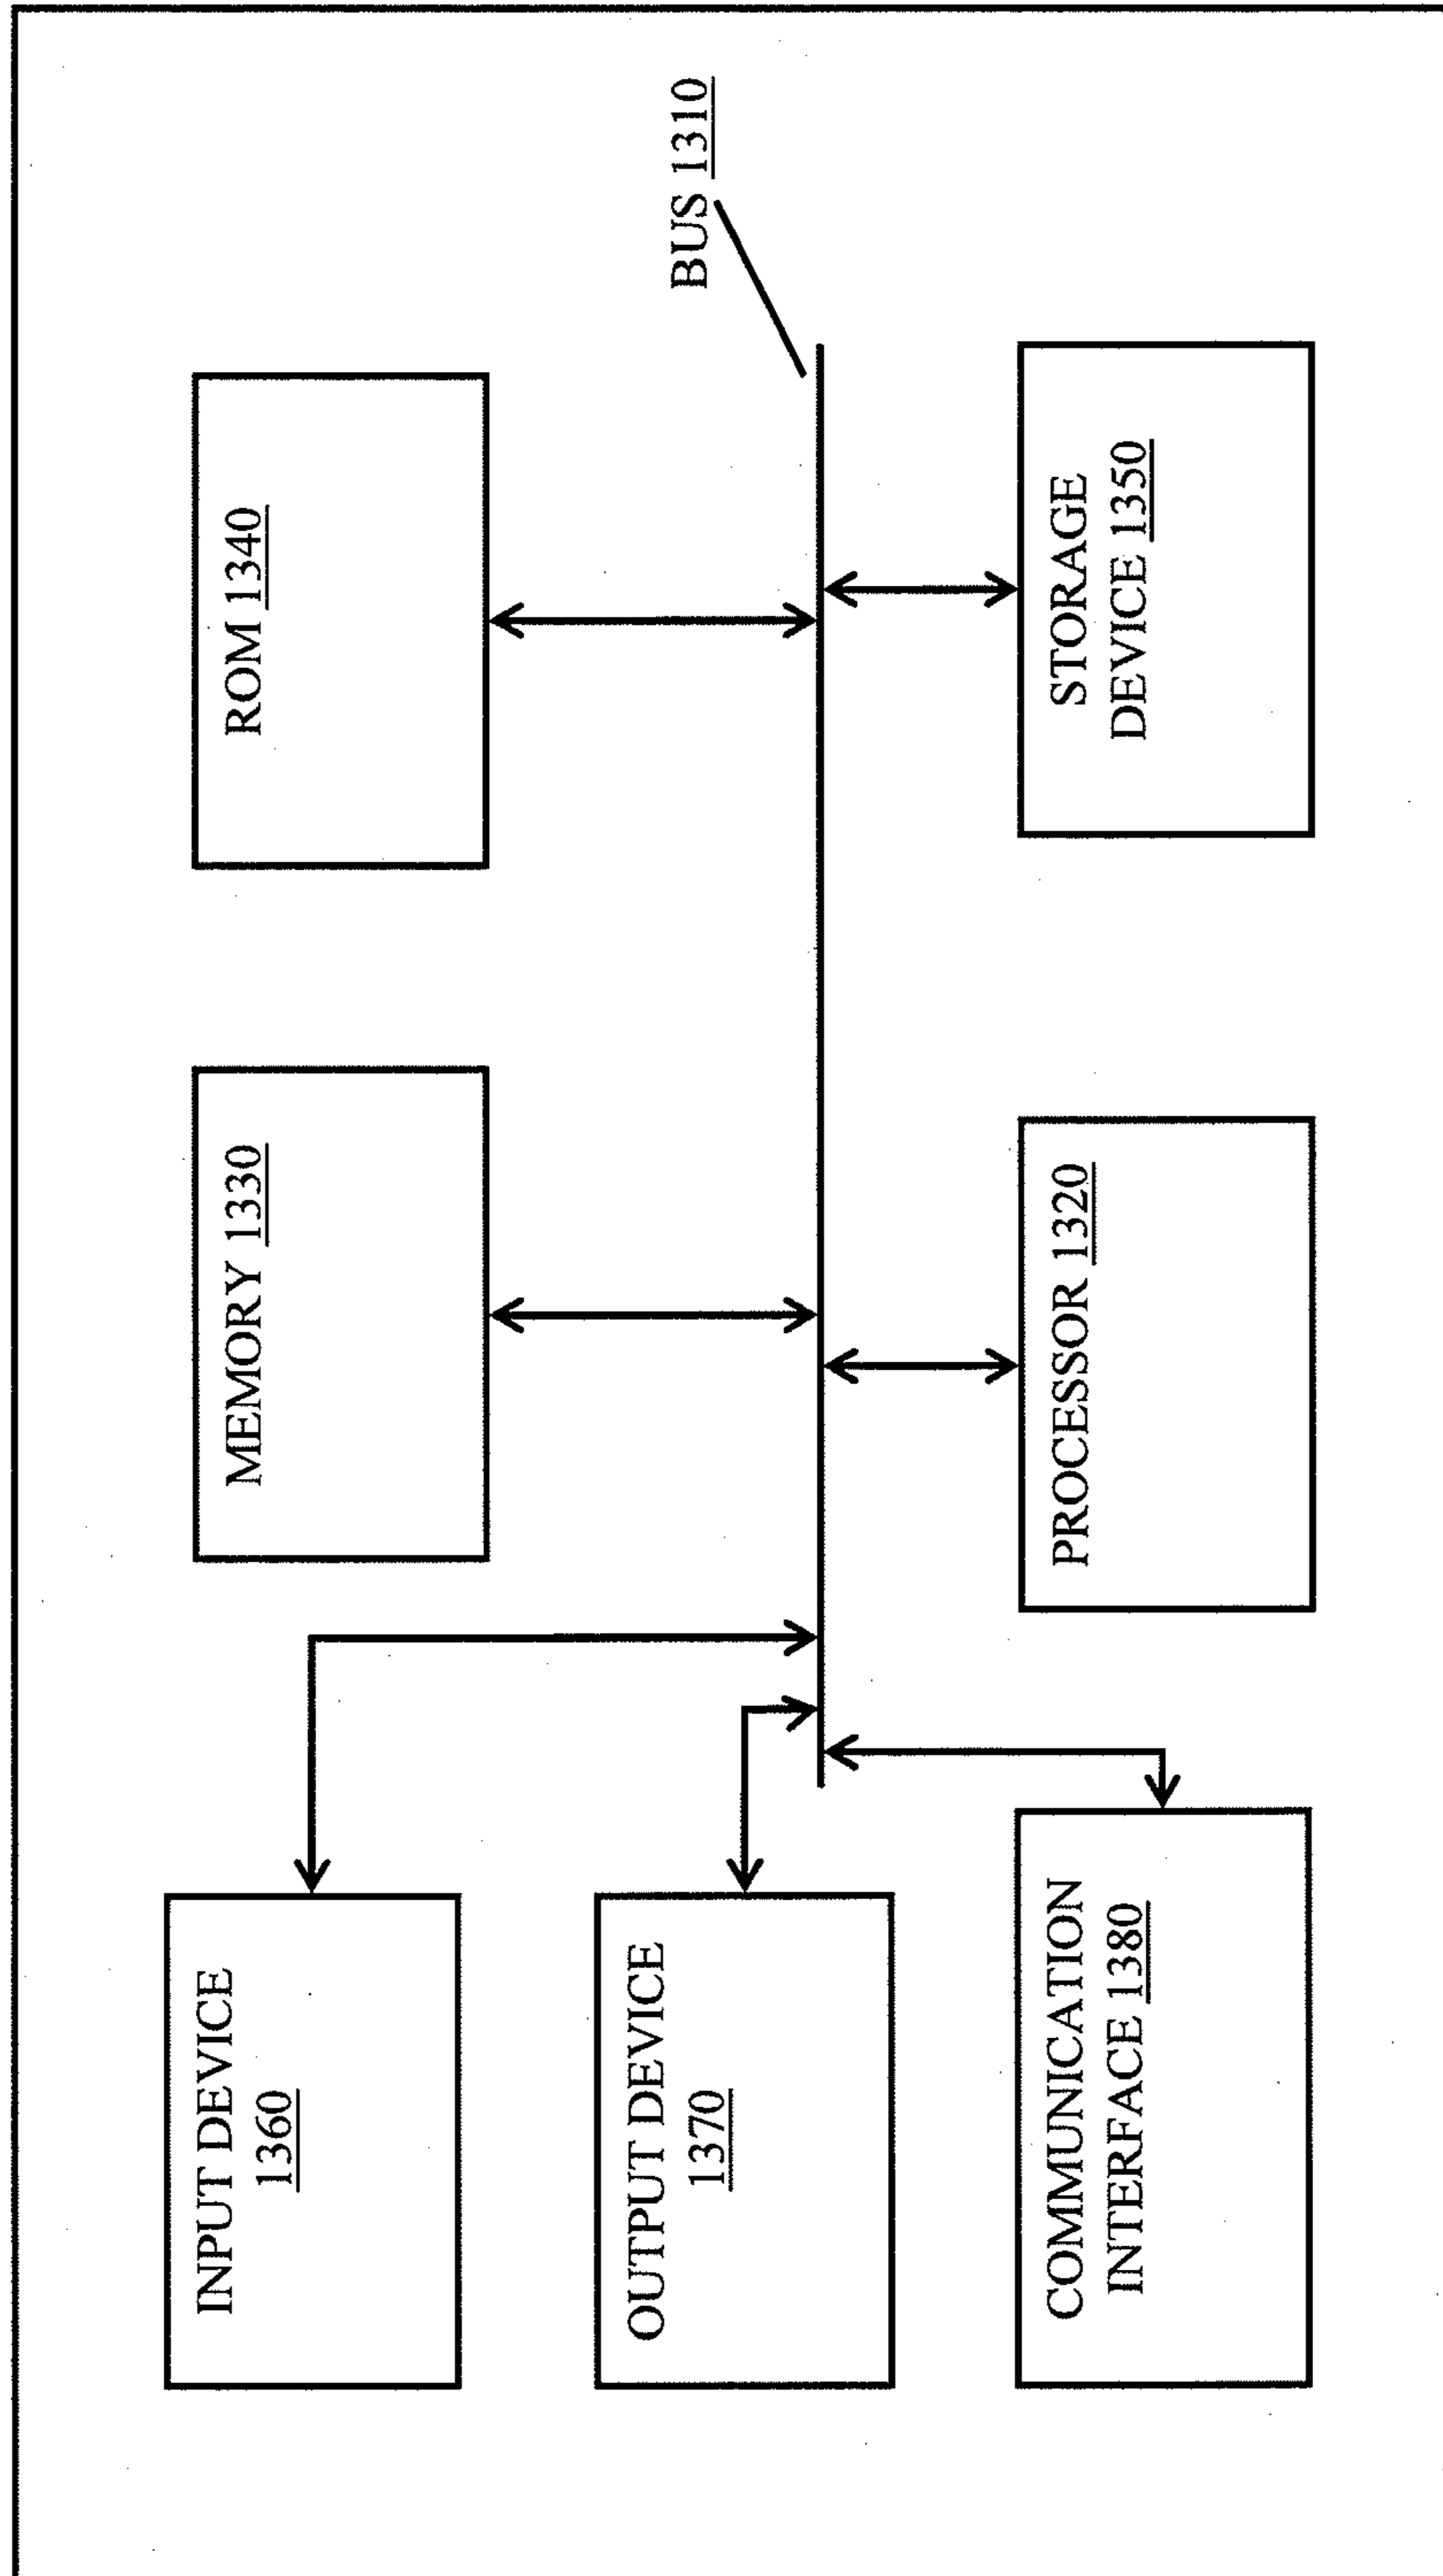 INPUT DEVICE
1360
MEMORY 1330
ROM 1340
OUTPUT DEVICE
1370
BUS 1310
COMMUNICATION
INTERFACE 1380
PROCESSOR 1320
STORAGE
DEVICE 1350